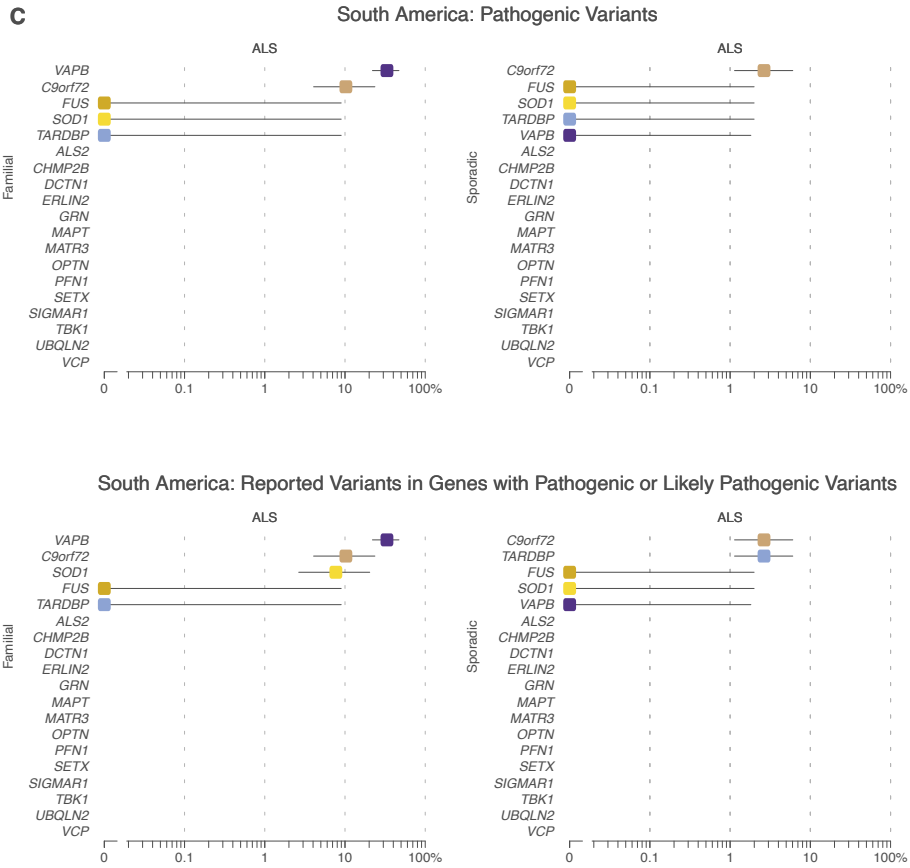 C
South America: Pathogenic Variants
ALS
Familial
VAPB
C9orf72
FUS
SOD1
TARDBP
ALS2
CHMP2B
DCTN1
ERLIN2
GRN
MAPT
MATR3
OPTN
PFN1
SETX
SIGMAR1
TBK1
UBQLN2
VCP
0 0.1 1 10 100%
ALS
Sporadic
C9orf72
FUS
SOD1
TARDBP
VAPB
ALS2
CHMP2B
DCTN1
ERLIN2
GRN
MAPT
MATR3
OPTN
PFN1
SETX
SIGMAR1
TBK1
UBQLN2
VCP
0 0.1 1 10 100%
South America: Reported Variants in Genes with Pathogenic or Likely Pathogenic Variants
ALS
Familial
VAPB
C9orf72
SOD1
FUS
TARDBP
ALS2
CHMP2B
DCTN1
ERLIN2
GRN
MAPT
MATR3
OPTN
PFN1
SETX
SIGMAR1
TBK1
UBQLN2
VCP
0 0.1 1 10 100%
ALS
Sporadic
C9orf72
TARDBP
FUS
SOD1
VAPB
ALS2
CHMP2B
DCTN1
ERLIN2
GRN
MAPT
MATR3
OPTN
PFN1
SETX
SIGMAR1
TBK1
UBQLN2
VCP
0 0.1 1 10 100%